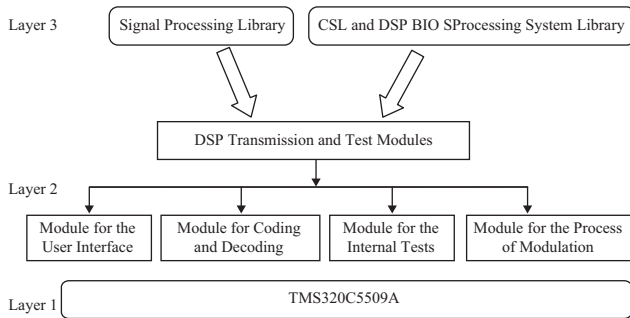 Layer 3
Signal Processing Library
CSL and DSP BIO SProcessing System Library
DSP Transmission and Test Modules
Layer 2
Module for the
User Interface
Module for Coding
and Decoding
Module for the
Internal Tests
Module for the Process
of Modulation
Layer 1
TMS320C5509A